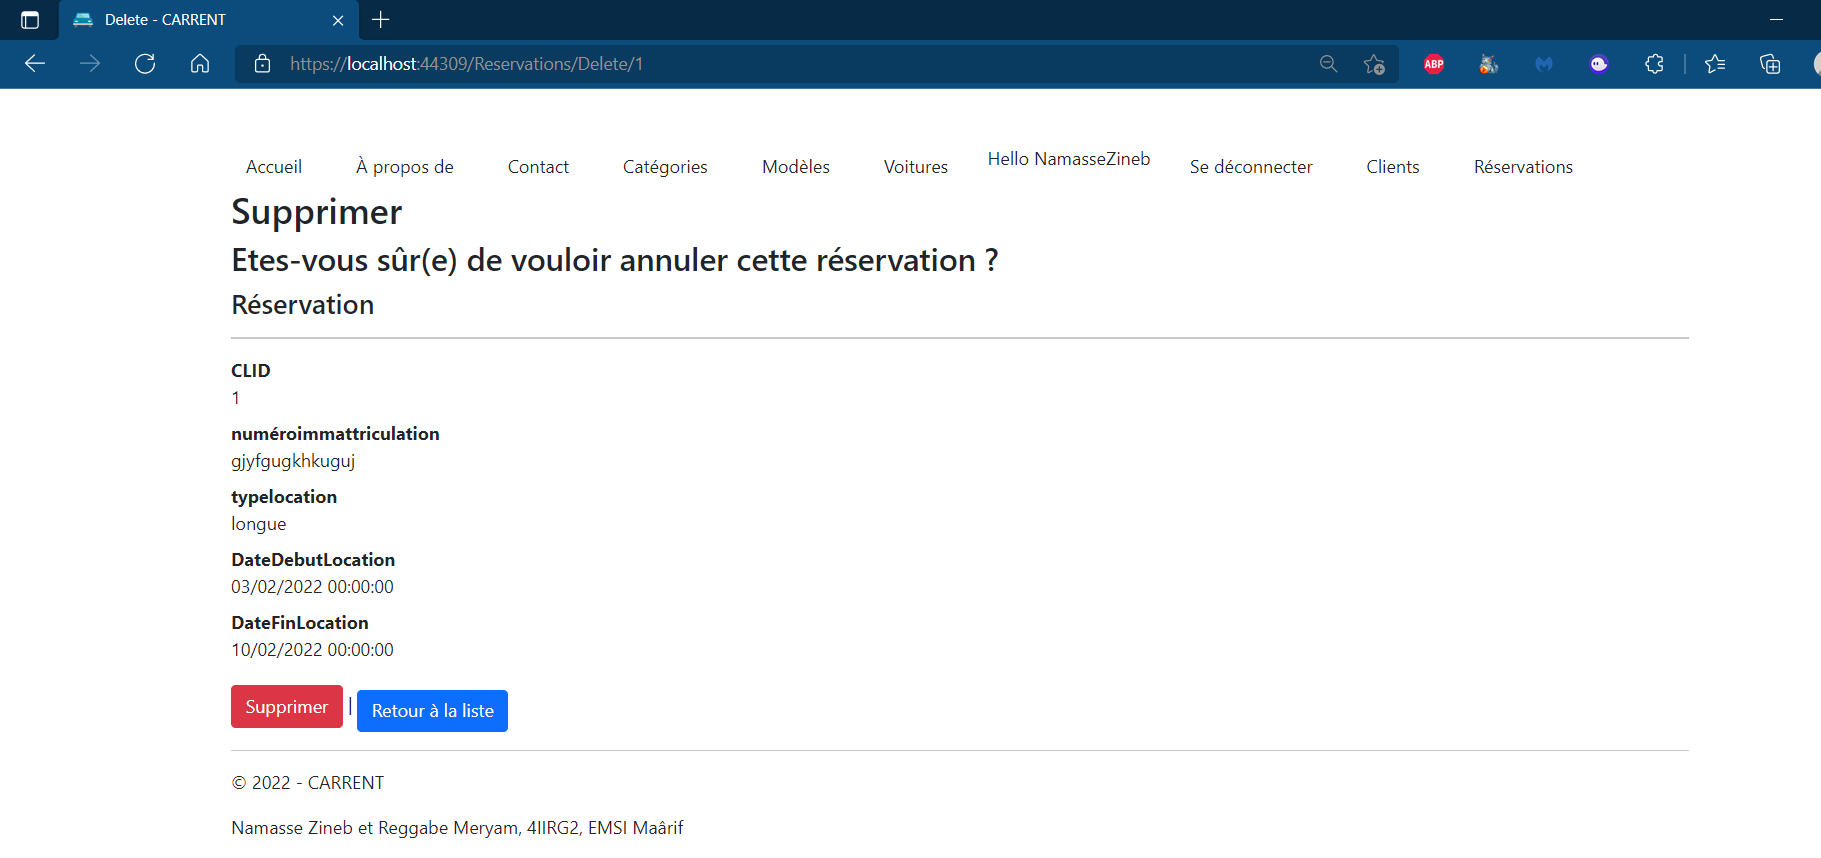 Delete - CARRENT
https://localhost:44309/Reservations/Delete/1
ABP
Accueil À propos de Contact Catégories Modèles Voitures Hello NamasseZineb Se déconnecter Clients Réservations
Supprimer
Etes-vous sûr(e) de vouloir annuler cette réservation ?
Réservation
CLID
1
numéroimmattriculation
gjyfgugkhkuguj
typelocation
longue
DateDebutLocation
03/02/2022 00:00:00
DateFinLocation
10/02/2022 00:00:00
Supprimer | Retour à la liste
© 2022 - CARRENT
Namasse Zineb et Reggabe Meryam, 4IIRG2, EMSI Maârif